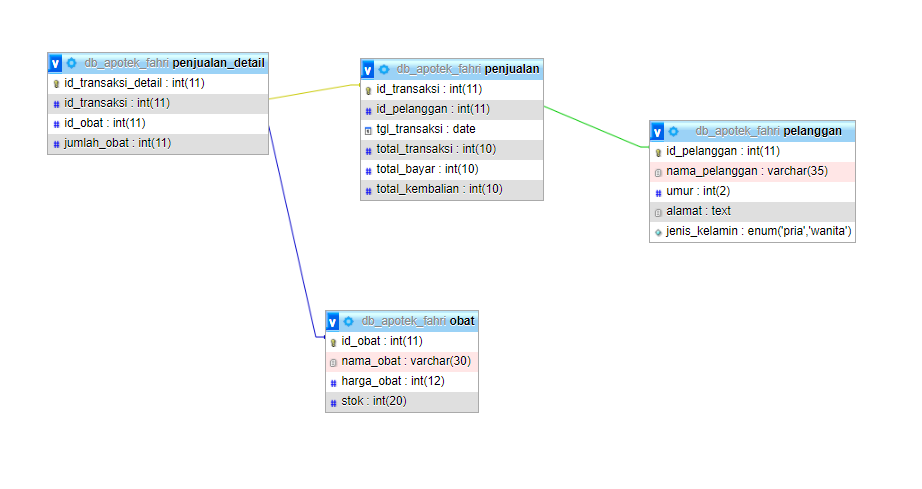 v db_apotek_fahri penjualan_detail
id_transaksi_detail : int(11)
# id_transaksi : int(11)
# id_obat : int(11)
# jumlah_obat : int(11)
v db_apotek_fahri penjualan
id_transaksi : int(11)
# id_pelanggan : int(11)
tgl_transaksi : date
# total_transaksi : int(10)
# total_bayar : int(10)
# total_kembalian : int(10)
v db_apotek_fahri pelanggan
id_pelanggan : int(11)
nama_pelanggan : varchar(35)
# umur : int(2)
alamat : text
jenis_kelamin : enum('pria','wanita')
v db_apotek_fahri obat
id_obat : int(11)
nama_obat : varchar(30)
# harga_obat : int(12)
# stok : int(20)